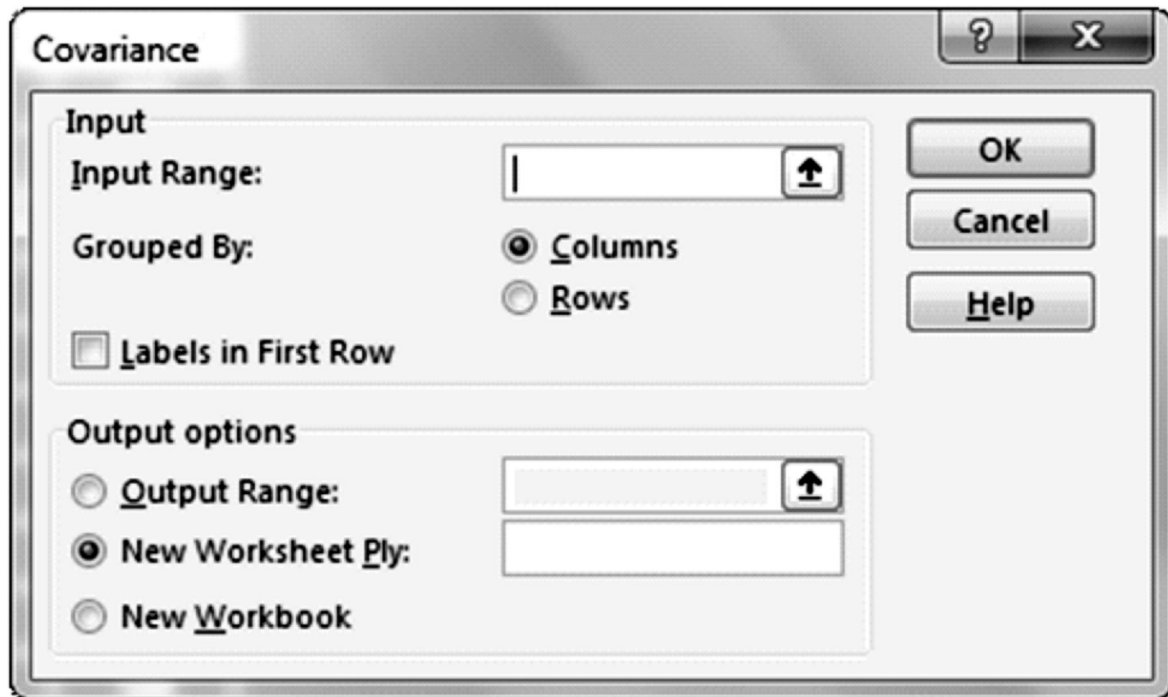 Covariance
?
X
Input
Input Range:
OK
Cancel
Grouped By:
Columns
Rows
Help
Labels in First Row
Output options
Output Range:
New Worksheet Ply:
New Workbook